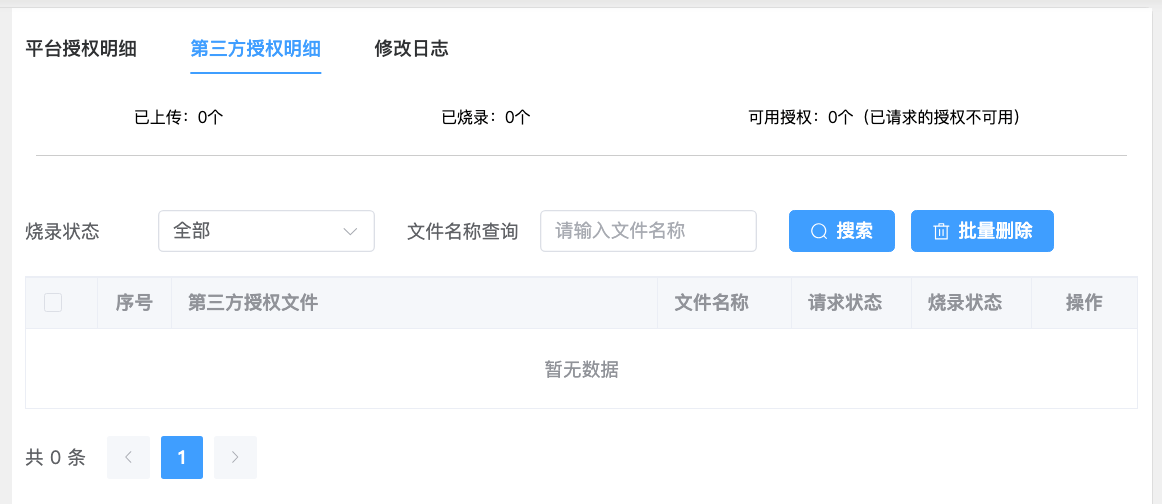 平台授权明细 第三方授权明细 修改日志
已上传：0个 已烧录：0个 可用授权：0个（已请求的授权不可用）
烧录状态 全部 文件名称查询 请输入文件名称 搜索 批量删除
序号 第三方授权文件 文件名称 请求状态 烧录状态 操作
暂无数据
共 0 条 1